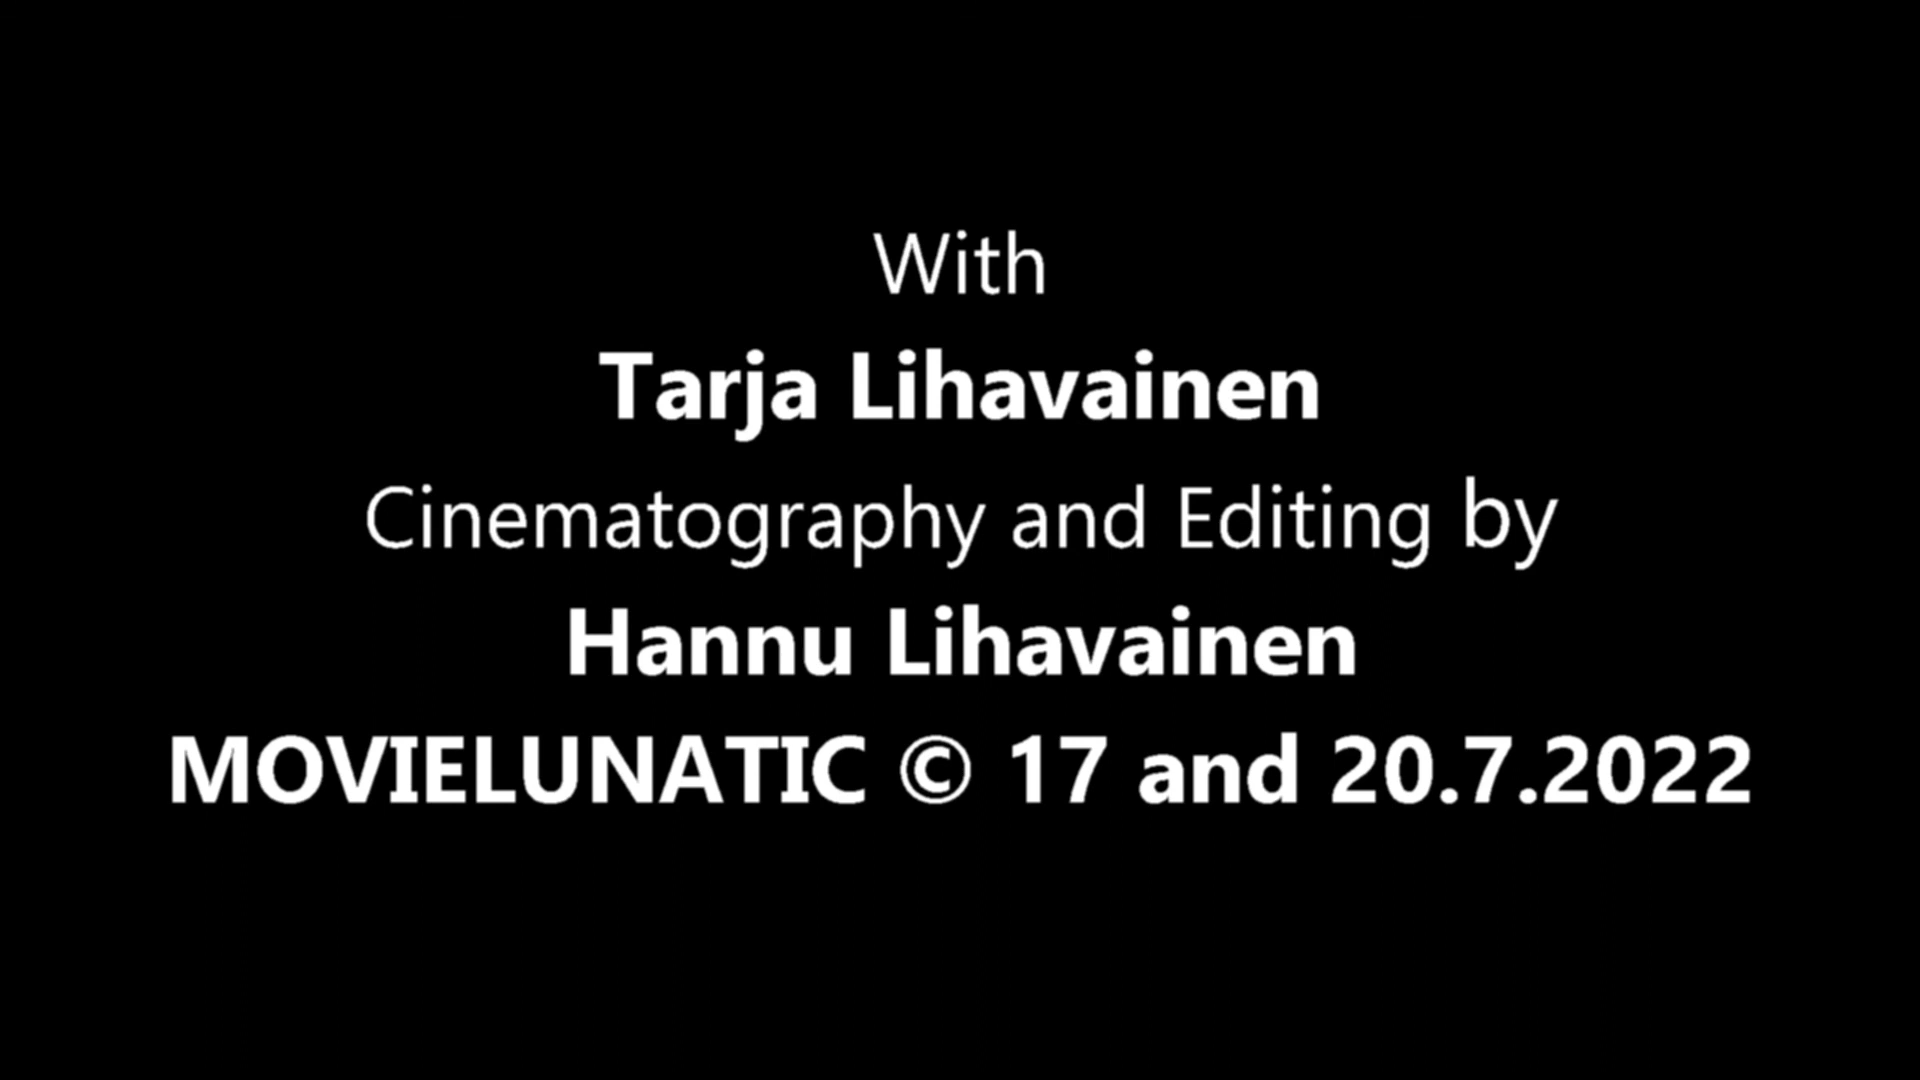 With
Tarja Lihavainen
Cinematography and Editing by
Hannu Lihavainen
MOVIELUNATIC © 17 and 20.7.2022